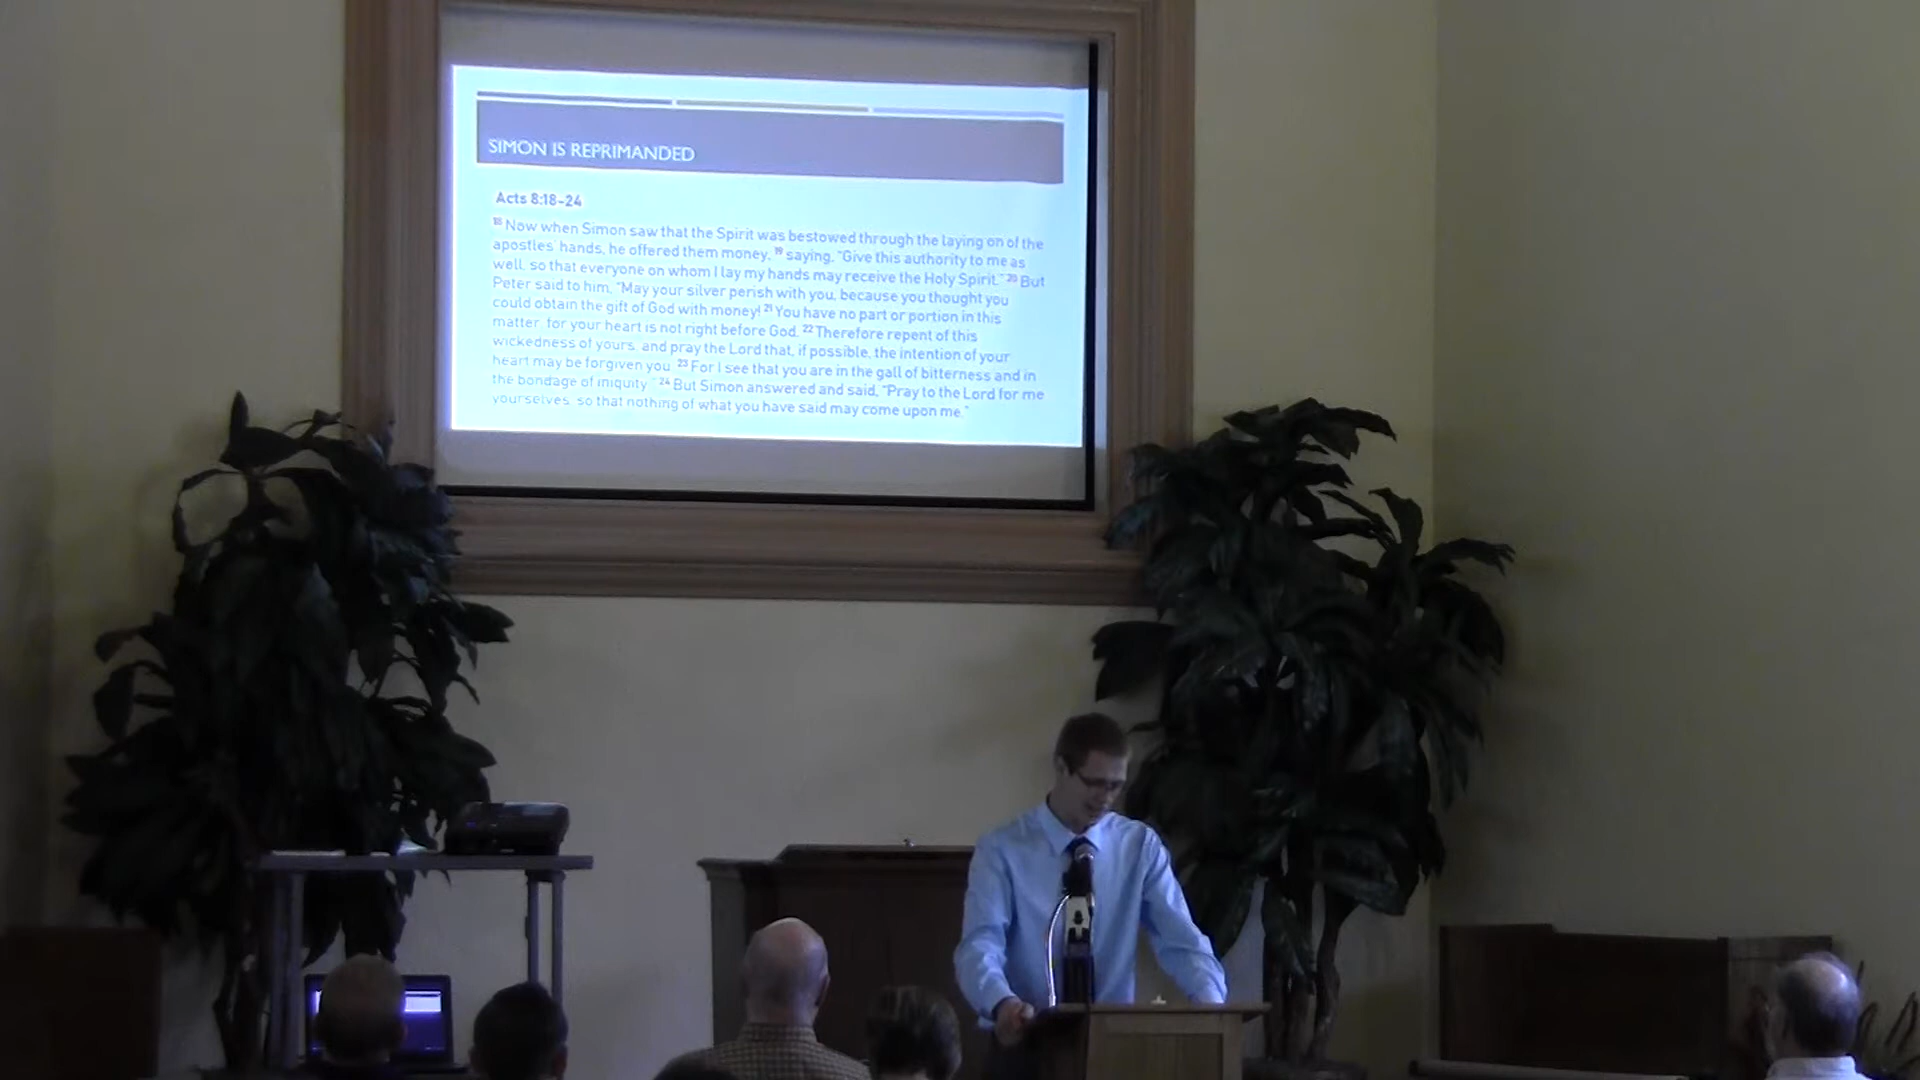 SIMON IS REPRIMANDED
Acts 8:18-24
18 Now when Simon saw that the Spirit was bestowed through the laying on of the
apostles' hands, he offered them money, 19 saying, "Give this authority to me as
well, so that everyone on whom I lay my hands may receive the Holy Spirit." 20 But
Peter said to him, "May your silver perish with you, because you thought you
could obtain the gift of God with money! 21 You have no part or portion in this
matter, for your heart is not right before God. 22 Therefore repent of this
wickedness of yours, and pray the Lord that, if possible, the intention of your
heart may be forgiven you. 23 For I see that you are in the gall of bitterness and in
the bondage of iniquity." 24 But Simon answered and said, "Pray to the Lord for me
yourselves, so that nothing of what you have said may come upon me."